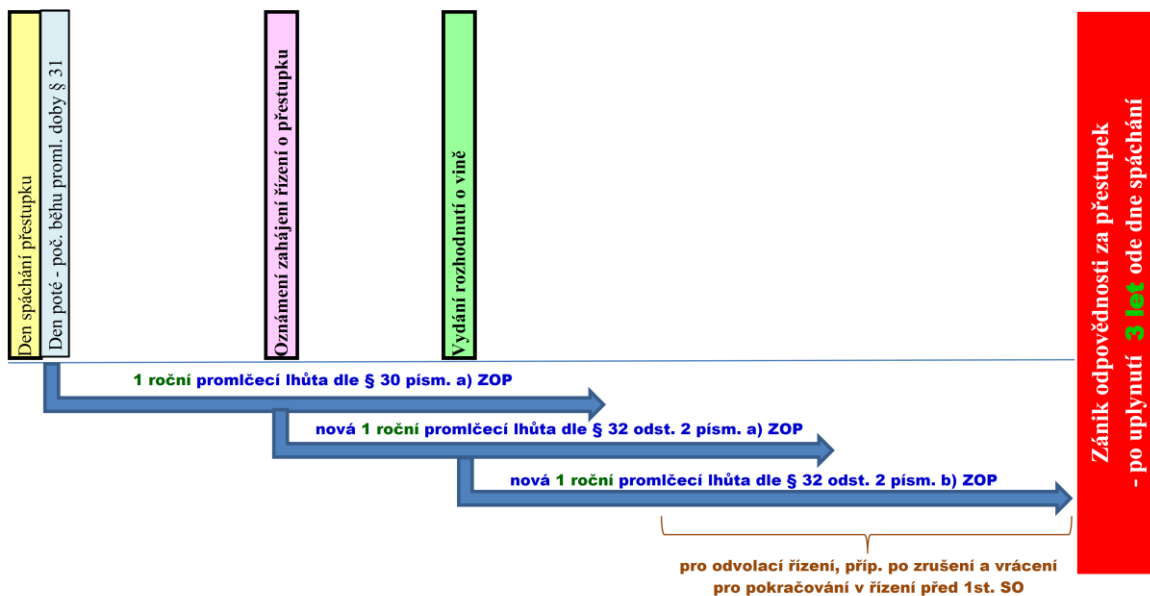 Den spáchání přestupku
Den poté - poč. běhu proml. doby § 31
Oznámení zahájení řízení o přestupku
Vydání rozhodnutí o vině
Zánik odpovědnosti za přestupek
- po uplynutí 3 let ode dne spáchání
1 roční promlčecí lhůta dle § 30 písm. a) ZOP
nová 1 roční promlčecí lhůta dle § 32 odst. 2 písm. a) ZOP
nová 1 roční promlčecí lhůta dle § 32 odst. 2 písm. b) ZOP
pro odvolací řízení, příp. po zrušení a vrácení
pro pokračování v řízení před 1st. SO